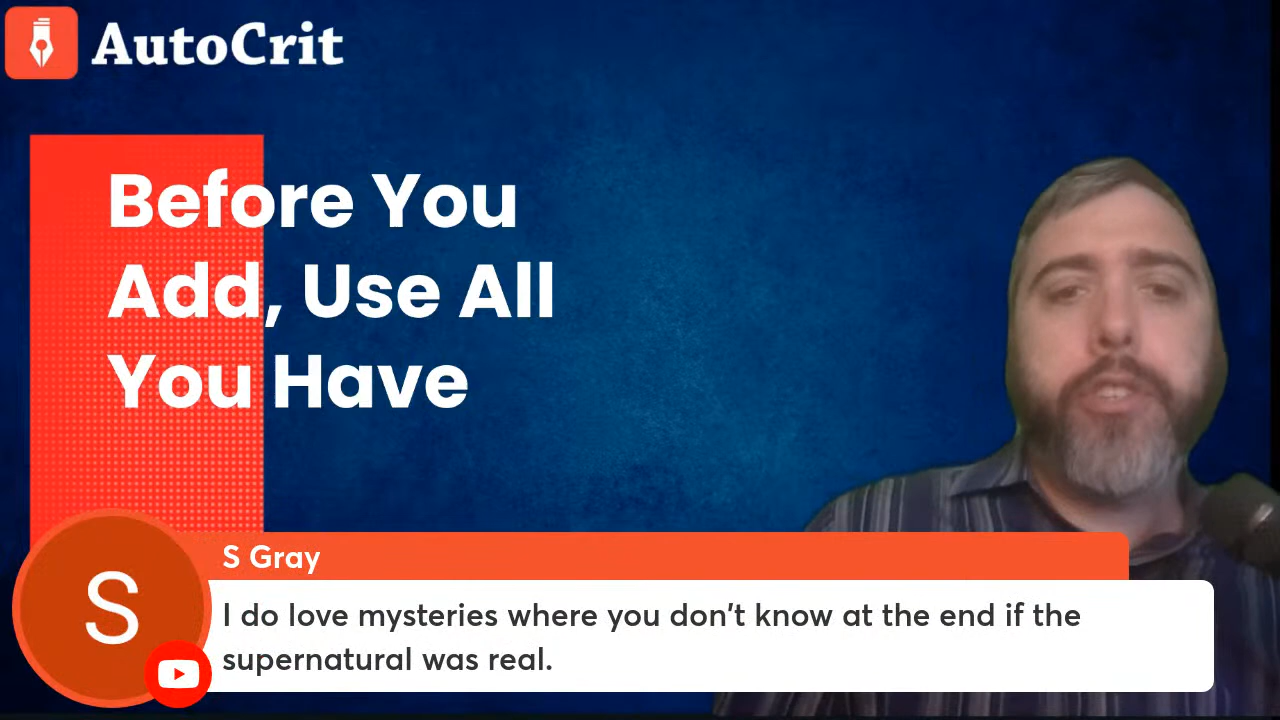 AutoCrit
Before You
Add, Use All
You Have
S Gray
S
I do love mysteries where you don't know at the end if the
supernatural was real.